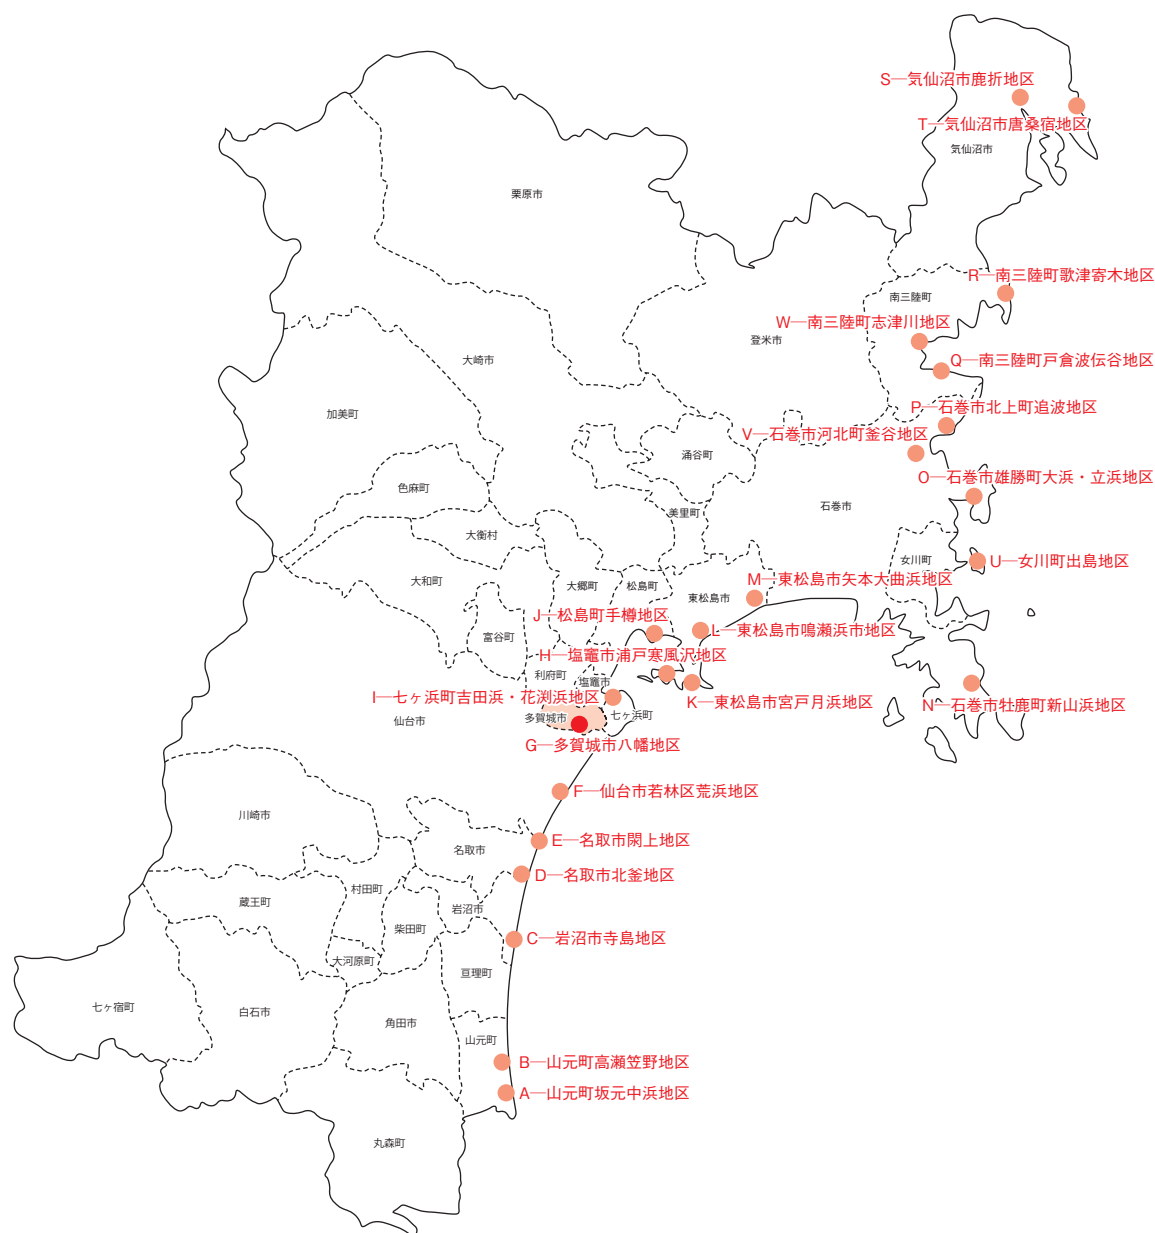 S─気仙沼市鹿折地区
T─気仙沼市唐桑宿地区
気仙沼市
栗原市
R─南三陸町歌津寄木地区
南三陸町
W─南三陸町志津川地区
登米市
大崎市
Q─南三陸町戸倉波伝谷地区
加美町
P─石巻市北上町追波地区
V─石巻市河北町釜谷地区
涌谷町
O─石巻市雄勝町大浜・立浜地区
色麻町
石巻市
美里町
大衡村
女川町
U─女川町出島地区
大和町
大郷町
松島町
M─東松島市矢本大曲浜地区
東松島市
J─松島町手樽地区
L─東松島市鳴瀬浜市地区
富谷町
H─塩竈市浦戸寒風沢地区
利府町
塩竈市
I─七ヶ浜町吉田浜・花渕浜地区
K─東松島市宮戸月浜地区
N─石巻市牡鹿町新山浜地区
仙台市
多賀城市
七ヶ浜町
G─多賀城市八幡地区
F─仙台市若林区荒浜地区
川崎市
E─名取市閖上地区
名取市
D─名取市北釜地区
村田町
蔵王町
岩沼市
柴田町
C─岩沼市寺島地区
大河原町
亘理町
七ヶ宿町
白石市
角田市
山元町
B─山元町高瀬笠野地区
A─山元町坂元中浜地区
丸森町